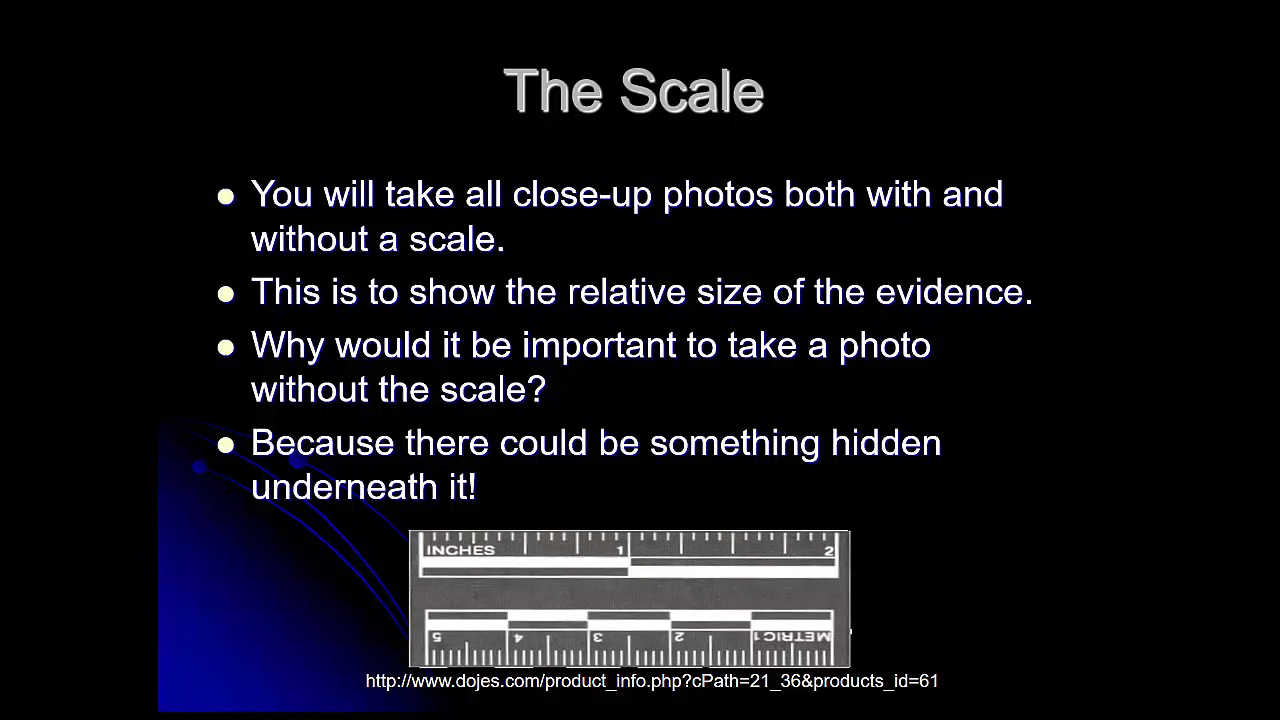 The Scale
You will take all close-up photos both with and
without a scale.
This is to show the relative size of the evidence.
Why would it be important to take a photo
without the scale?
Because there could be something hidden
underneath it!
INCHES 1 2
5 4 3 2 1 METRIC
http://www.dojes.com/product_info.php?cPath=21_36&products_id=61